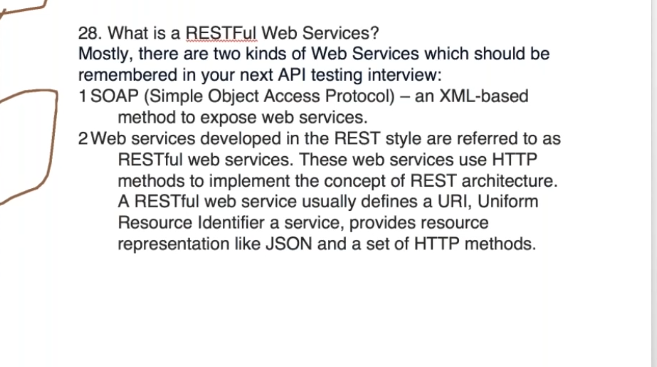 28. What is a RESTFul Web Services?
Mostly, there are two kinds of Web Services which should be
remembered in your next API testing interview:
1 SOAP (Simple Object Access Protocol) – an XML-based
method to expose web services.
2 Web services developed in the REST style are referred to as
RESTful web services. These web services use HTTP
methods to implement the concept of REST architecture.
A RESTful web service usually defines a URI, Uniform
Resource Identifier a service, provides resource
representation like JSON and a set of HTTP methods.